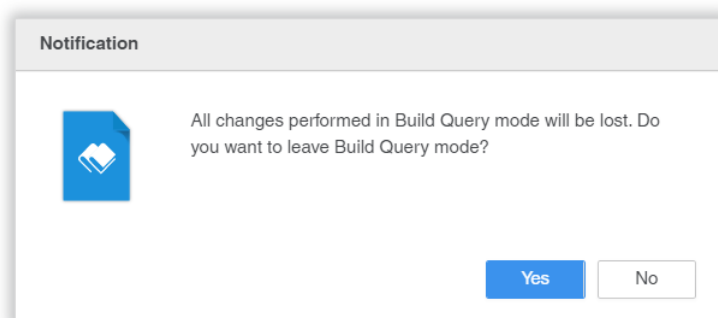 Notification
All changes performed in Build Query mode will be lost. Do
you want to leave Build Query mode?
Yes
No